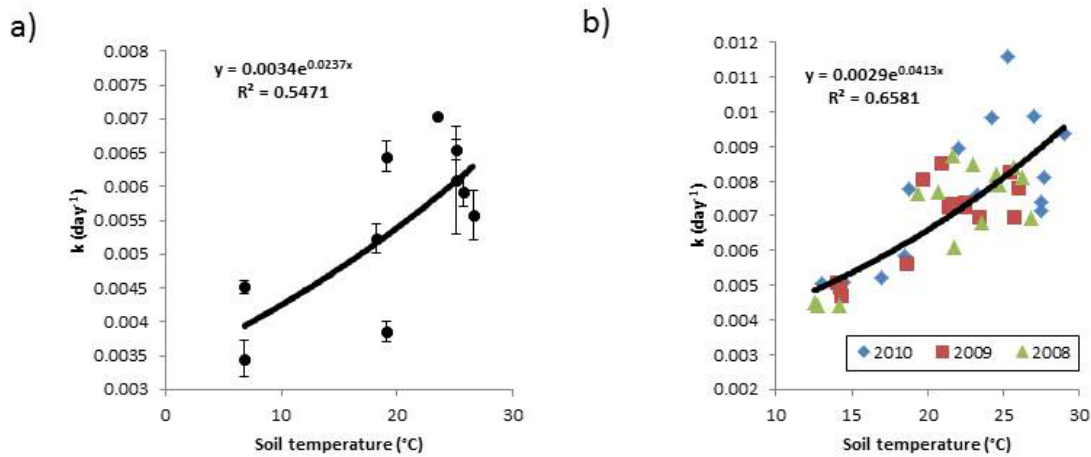 a)
y = 0.0034e^0.0237x
R² = 0.5471
0.008
0.0075
0.007
0.0065
0.006
0.0055
0.005
0.0045
0.004
0.0035
0.003
k (day⁻¹)
0 10 20 30
Soil temperature (°C)
b)
y = 0.0029e^0.0413x
R² = 0.6581
0.012
0.011
0.01
0.009
0.008
0.007
0.006
0.005
0.004
0.003
0.002
k (day⁻¹)
2010 2009 2008
10 15 20 25 30
Soil temperature (°C)